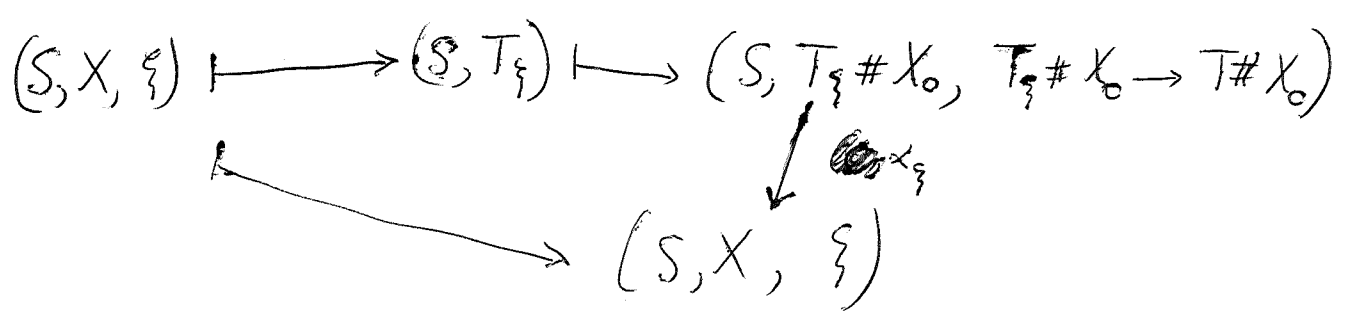 (S, X, ξ) ↦ (S, T_ξ) ↦ (S, T_ξ # X_0, T_ξ # X_0 → T # X_0)
α_ξ
(S, X, ξ)